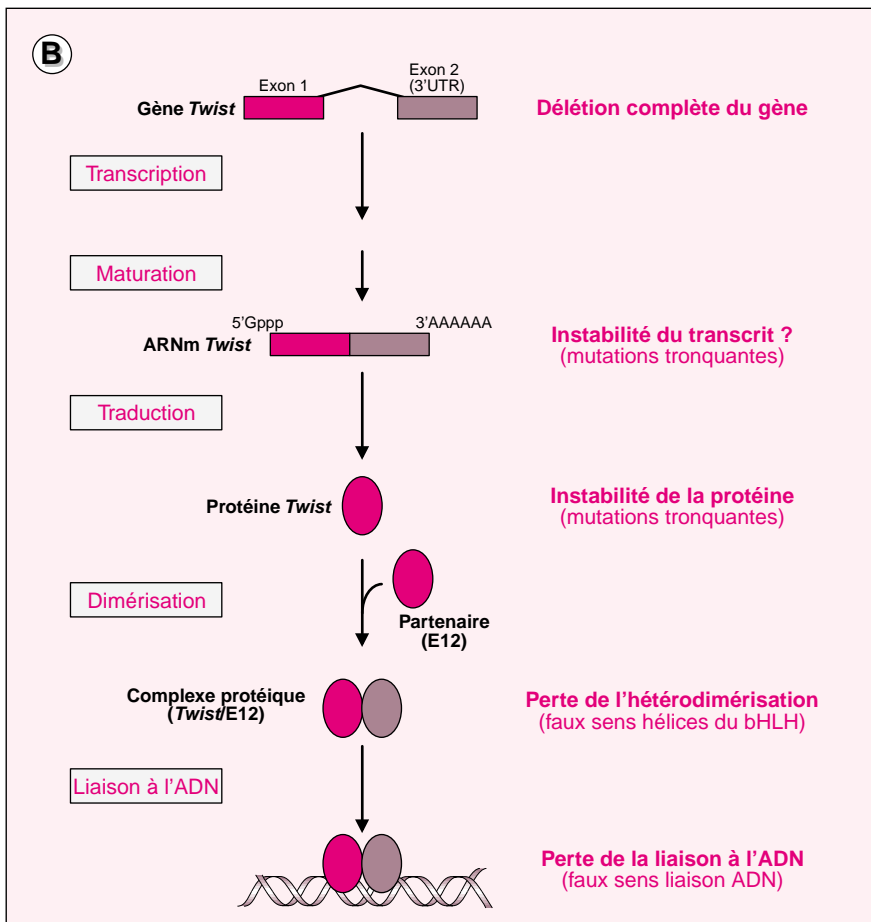 B
Exon 1
Exon 2
(3'UTR)
Gène Twist
Délétion complète du gène
Transcription
Maturation
5'Gppp
3'AAAAAA
ARNm Twist
Instabilité du transcrit ?
(mutations tronquantes)
Traduction
Protéine Twist
Instabilité de la protéine
(mutations tronquantes)
Dimérisation
Partenaire
(E12)
Complexe protéique
(Twist/E12)
Perte de l'hétérodimérisation
(faux sens hélices du bHLH)
Liaison à l'ADN
Perte de la liaison à l'ADN
(faux sens liaison ADN)